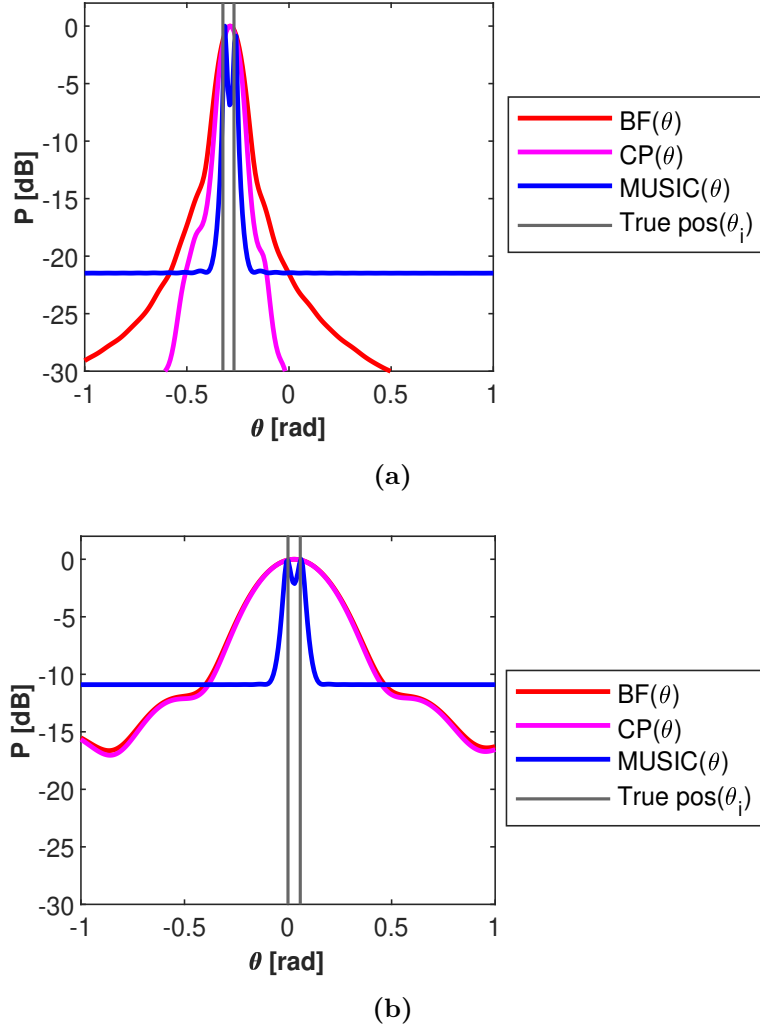 0
-5
-10
-15
-20
-25
-30
P [dB]
-1
-0.5
0
0.5
1
θ [rad]
BF(θ)
CP(θ)
MUSIC(θ)
True pos(θ_i)
(a)
0
-5
-10
-15
-20
-25
-30
P [dB]
-1
-0.5
0
0.5
1
θ [rad]
BF(θ)
CP(θ)
MUSIC(θ)
True pos(θ_i)
(b)